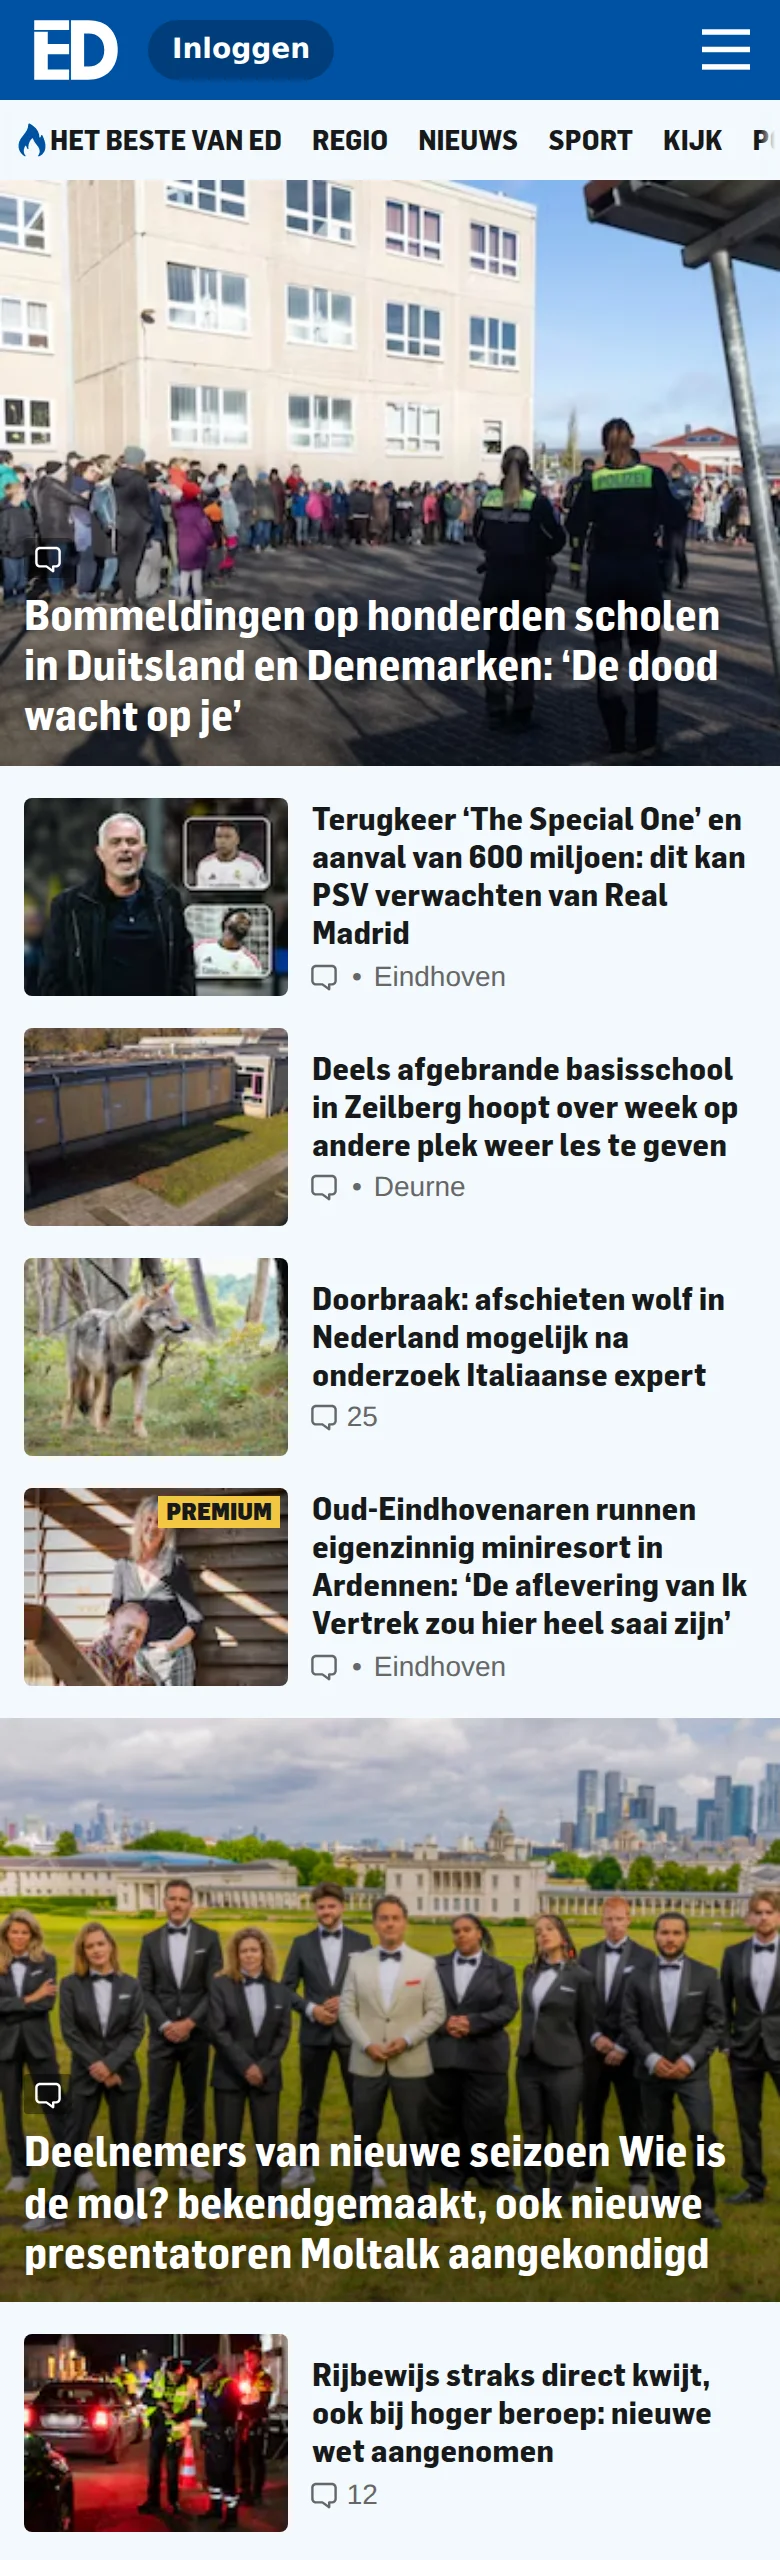 ED
Inloggen
HET BESTE VAN ED
REGIO
NIEUWS
SPORT
KIJK
POLIZEI
Bommeldingen op honderden scholen
in Duitsland en Denemarken: ‘De dood
wacht op je’
Terugkeer ‘The Special One’ en
aanval van 600 miljoen: dit kan
PSV verwachten van Real
Madrid
• Eindhoven
Deels afgebrande basisschool
in Zeilberg hoopt over week op
andere plek weer les te geven
• Deurne
Doorbraak: afschieten wolf in
Nederland mogelijk na
onderzoek Italiaanse expert
25
PREMIUM
Oud-Eindhovenaren runnen
eigenzinnig miniresort in
Ardennen: ‘De aflevering van Ik
Vertrek zou hier heel saai zijn’
• Eindhoven
Deelnemers van nieuwe seizoen Wie is
de mol? bekendgemaakt, ook nieuwe
presentatoren Moltalk aangekondigd
Rijbewijs straks direct kwijt,
ook bij hoger beroep: nieuwe
wet aangenomen
12